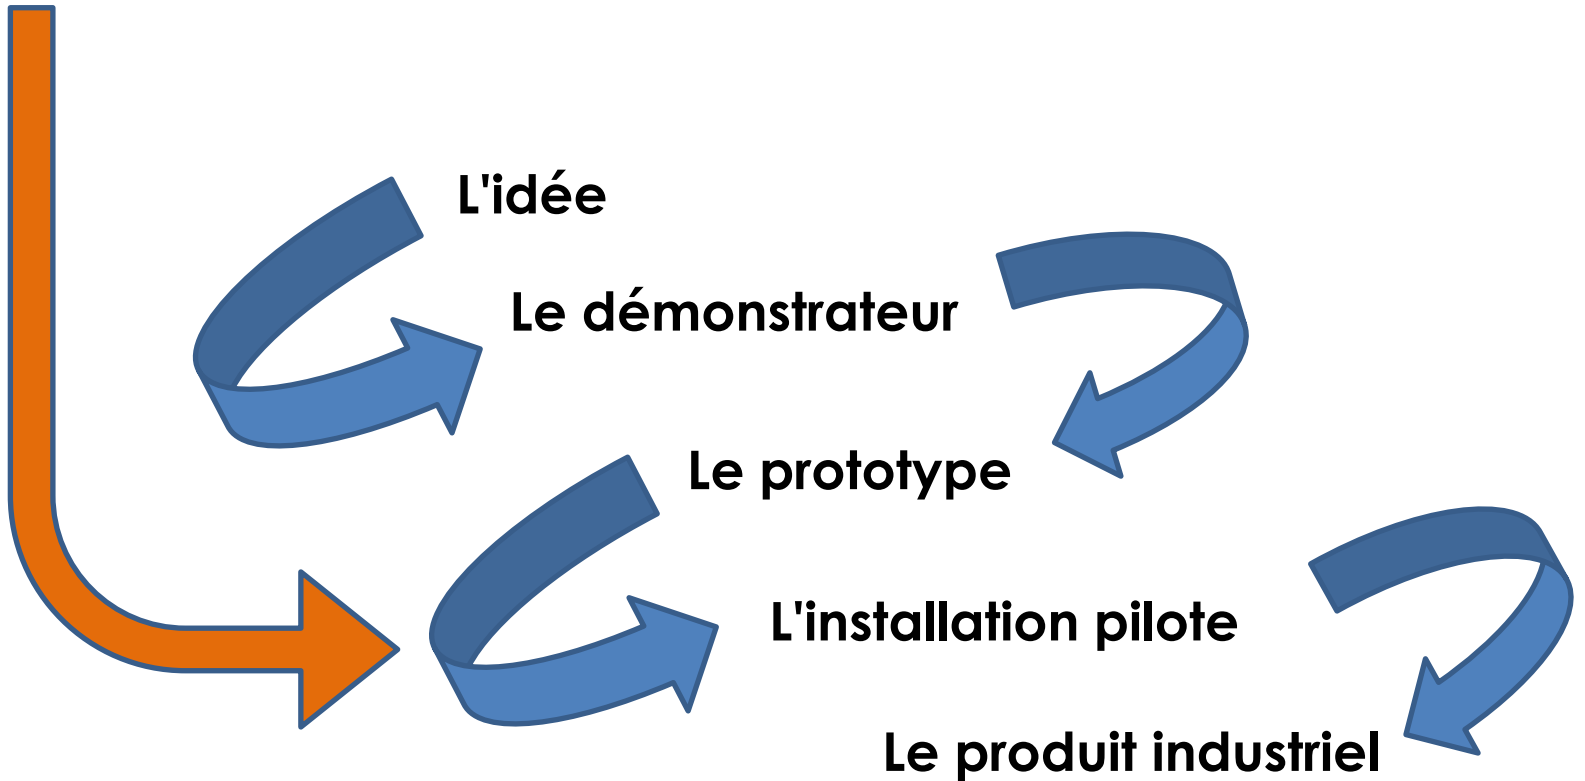 L'idée
Le démonstrateur
Le prototype
L'installation pilote
Le produit industriel